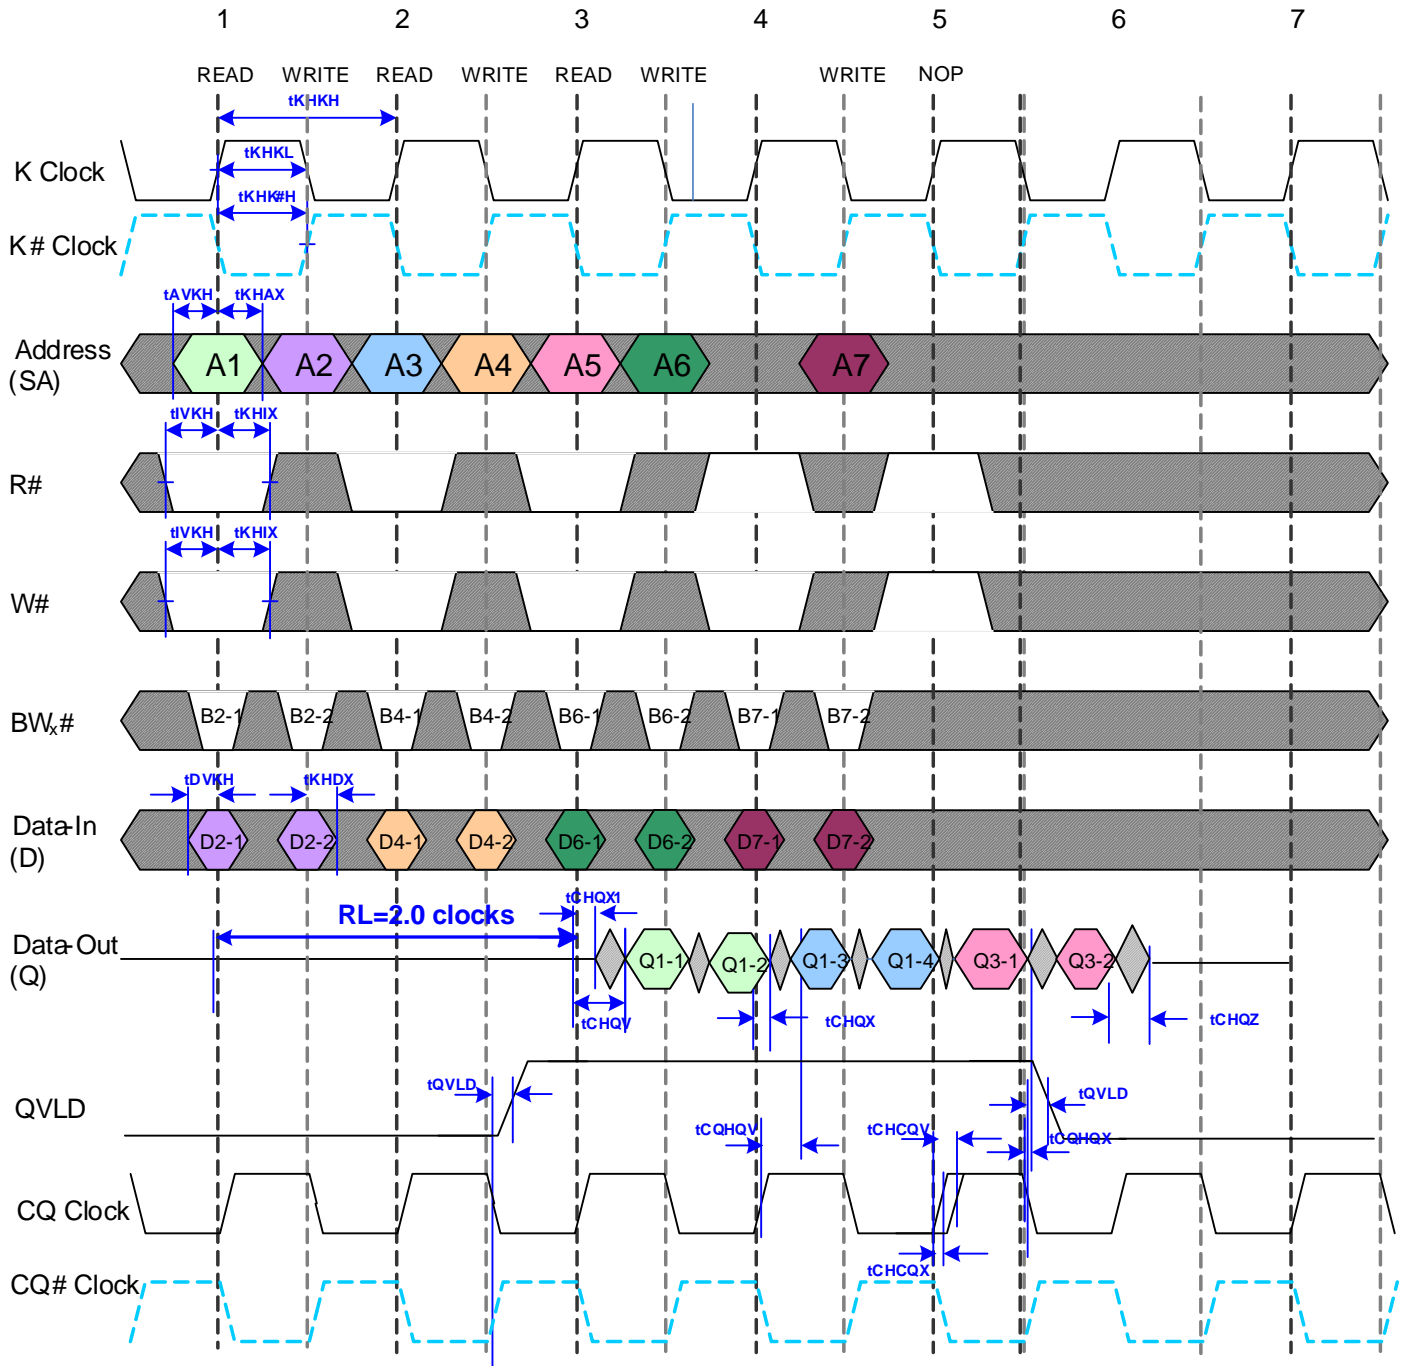 1 2 3 4 5 6 7
READ WRITE READ WRITE READ WRITE WRITE NOP
tKHKH
tKHKL
K Clock
tKHK#H
K# Clock
tAVKH tKHAX
Address
(SA)
A1 A2 A3 A4 A5 A6 A7
tIVKH tKHIX
R#
tIVKH tKHIX
W#
BWx#
B2-1 B2-2 B4-1 B4-2 B6-1 B6-2 B7-1 B7-2
tDVKH tKHDX
Data-In
(D)
D2-1 D2-2 D4-1 D4-2 D6-1 D6-2 D7-1 D7-2
tCHQX1
RL=2.0 clocks
Data-Out
(Q)
Q1-1 Q1-2 Q1-3 Q1-4 Q3-1 Q3-2
tCHQV tCHQX tCHQZ
tQVLD tQVLD
QVLD
tCQHQV tCHCQV tCQHQX
CQ Clock
tCHCQX
CQ# Clock